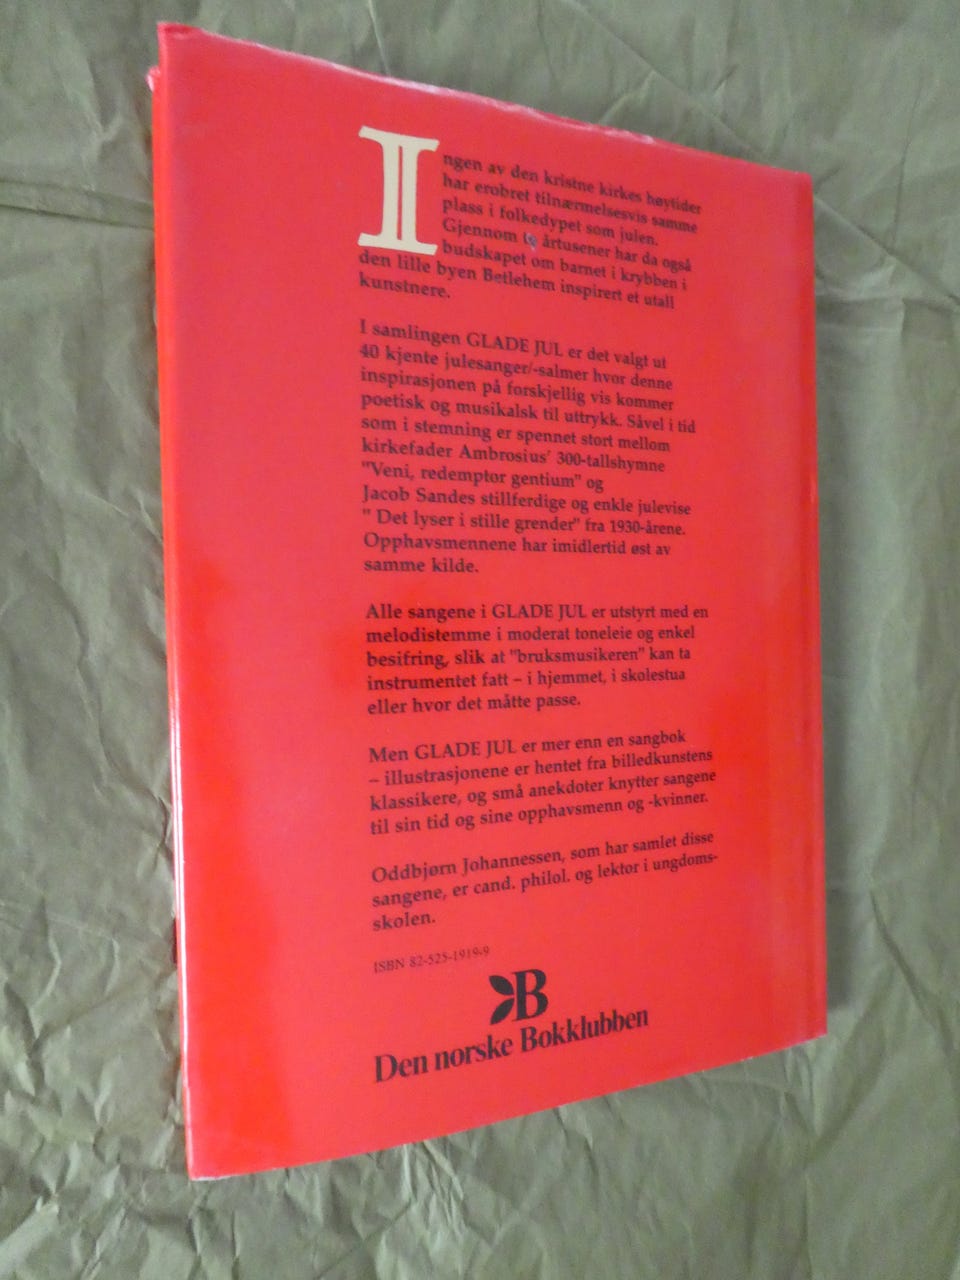 Ingen av den kristne kirkes høytider
har erobret tilnærmelsesvis samme
plass i folkedypet som julen.
Gjennom to årtusener har da også
budskapet om barnet i krybben i
den lille byen Betlehem inspirert et utall
kunstnere.
I samlingen GLADE JUL er det valgt ut
40 kjente julesanger/-salmer hvor denne
inspirasjonen på forskjellig vis kommer
poetisk og musikalsk til uttrykk. Såvel i tid
som i stemning er spennet stort mellom
kirkefader Ambrosius' 300-tallshymne
"Veni, redemptor gentium" og
Jacob Sandes stillferdige og enkle julevise
" Det lyser i stille grender" fra 1930-årene.
Opphavsmennene har imidlertid øst av
samme kilde.
Alle sangene i GLADE JUL er utstyrt med en
melodistemme i moderat toneleie og enkel
besifring, slik at "bruksmusikeren" kan ta
instrumentet fatt – i hjemmet, i skolestua
eller hvor det måtte passe.
Men GLADE JUL er mer enn en sangbok
– illustrasjonene er hentet fra billedkunstens
klassikere, og små anekdoter knytter sangene
til sin tid og sine opphavsmenn og -kvinner.
Oddbjørn Johannessen, som har samlet disse
sangene, er cand. philol. og lektor i ungdoms-
skolen.
ISBN 82-525-1919-9
B
Den norske Bokklubben